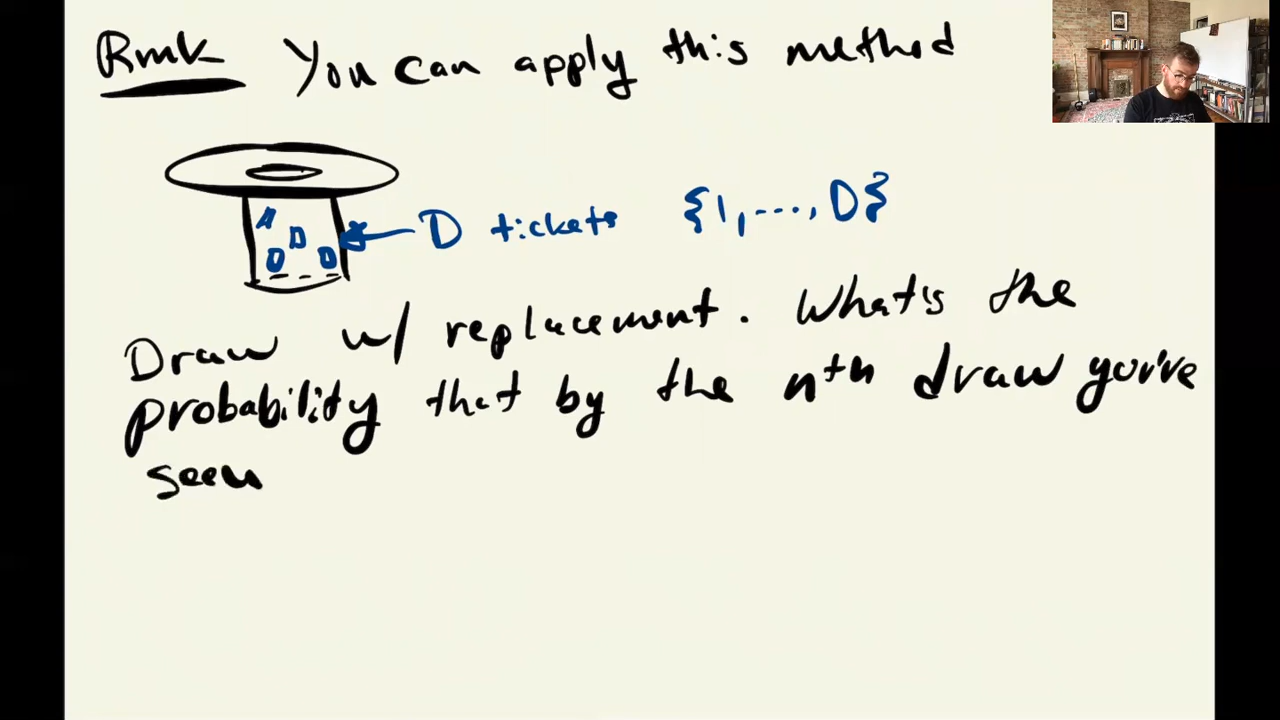 Rmk You can apply this method
D tickets {1,...,D}
Draw w/ replacement. What's the
probability that by the nth draw you've
seen